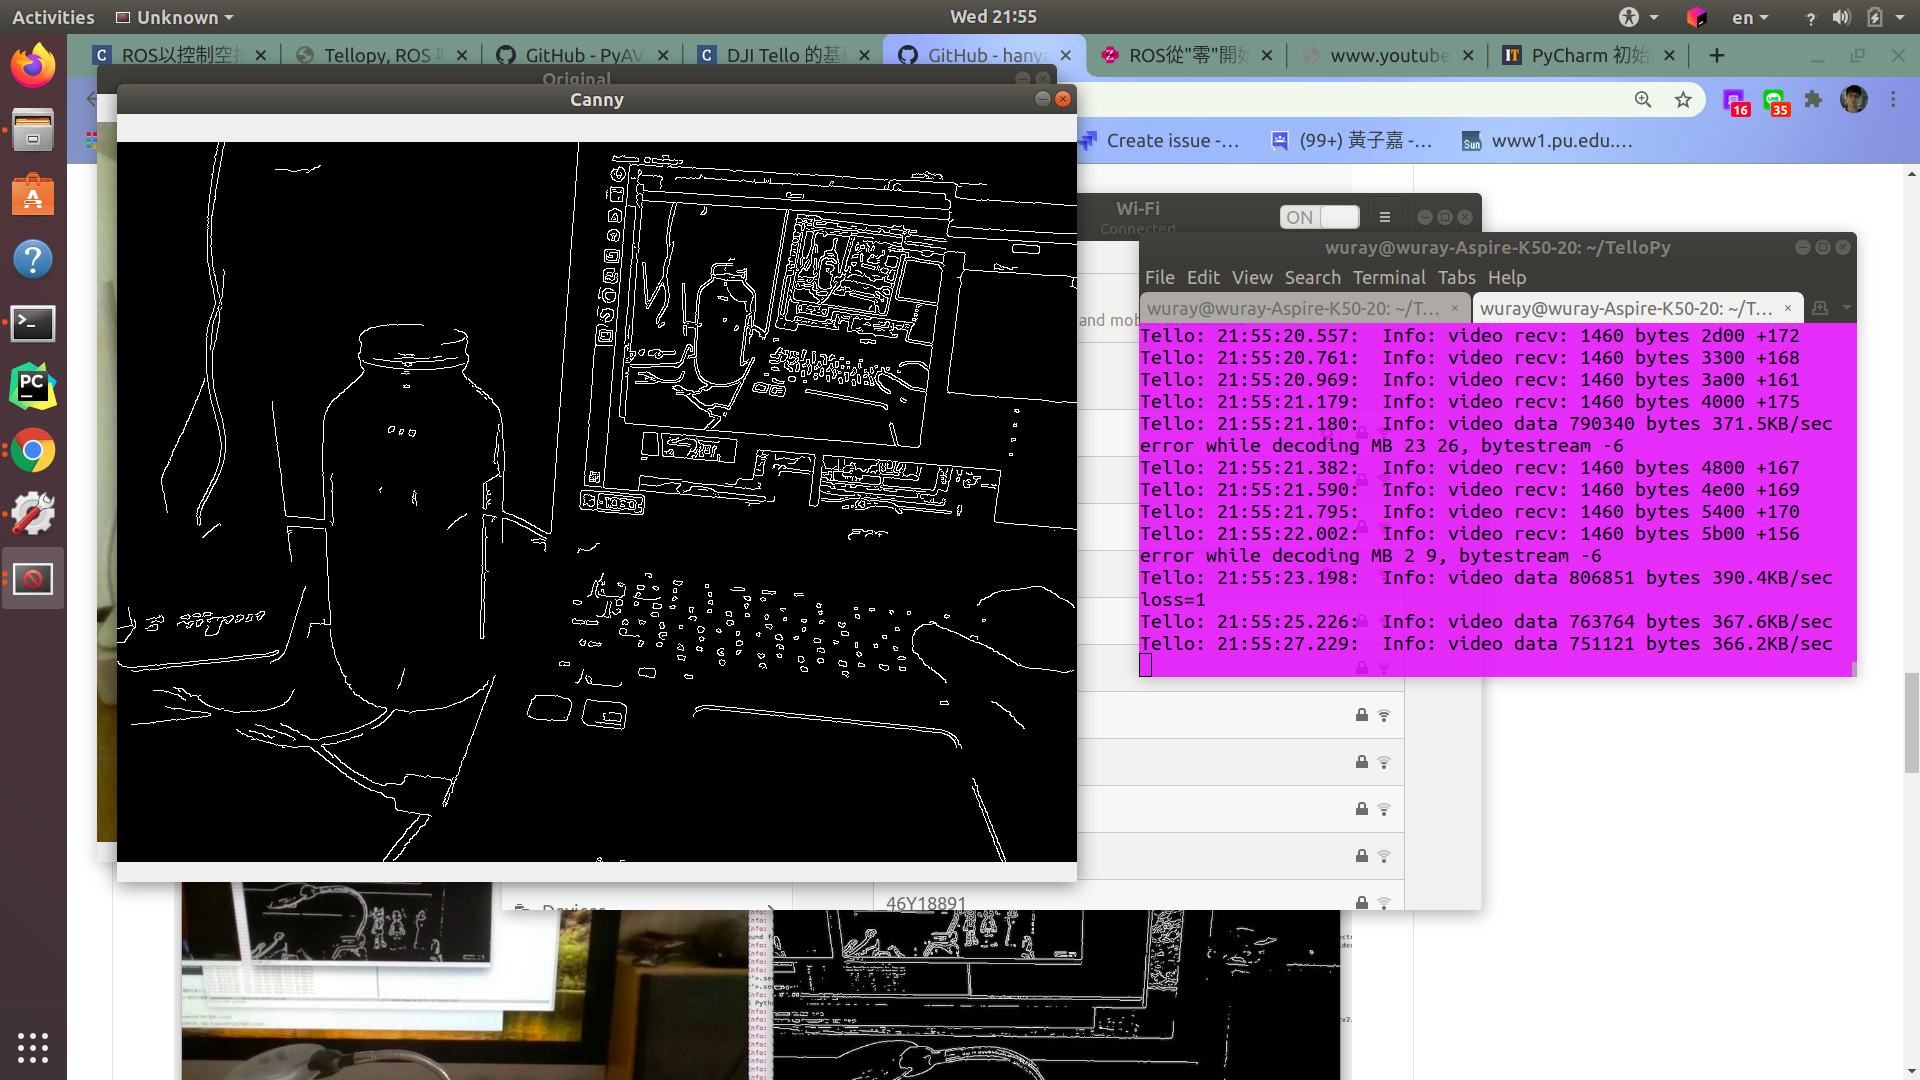 Activities
Unknown
Wed 21:55
en
ROS以控制空拍
Tellopy, ROS
GitHub - PyAV
DJI Tello 的基
GitHub - hanya
ROS從"零"開始
www.youtube
PyCharm 初始
Original
Canny
16
35
Create issue -...
(99+) 黃子嘉 -...
www1.pu.edu....
Wi-Fi
Connected
ON
wuray@wuray-Aspire-K50-20: ~/TelloPy
File Edit View Search Terminal Tabs Help
wuray@wuray-Aspire-K50-20: ~/T...
wuray@wuray-Aspire-K50-20: ~/T...
and mob
Tello: 21:55:20.557: Info: video recv: 1460 bytes 2d00 +172
Tello: 21:55:20.761: Info: video recv: 1460 bytes 3300 +168
Tello: 21:55:20.969: Info: video recv: 1460 bytes 3a00 +161
Tello: 21:55:21.179: Info: video recv: 1460 bytes 4000 +175
Tello: 21:55:21.180: Info: video data 790340 bytes 371.5KB/sec
error while decoding MB 23 26, bytestream -6
Tello: 21:55:21.382: Info: video recv: 1460 bytes 4800 +167
Tello: 21:55:21.590: Info: video recv: 1460 bytes 4e00 +169
Tello: 21:55:21.795: Info: video recv: 1460 bytes 5400 +170
Tello: 21:55:22.002: Info: video recv: 1460 bytes 5b00 +156
error while decoding MB 2 9, bytestream -6
Tello: 21:55:23.198: Info: video data 806851 bytes 390.4KB/sec
loss=1
Tello: 21:55:25.226: Info: video data 763764 bytes 367.6KB/sec
Tello: 21:55:27.229: Info: video data 751121 bytes 366.2KB/sec
Devices
46Y18891